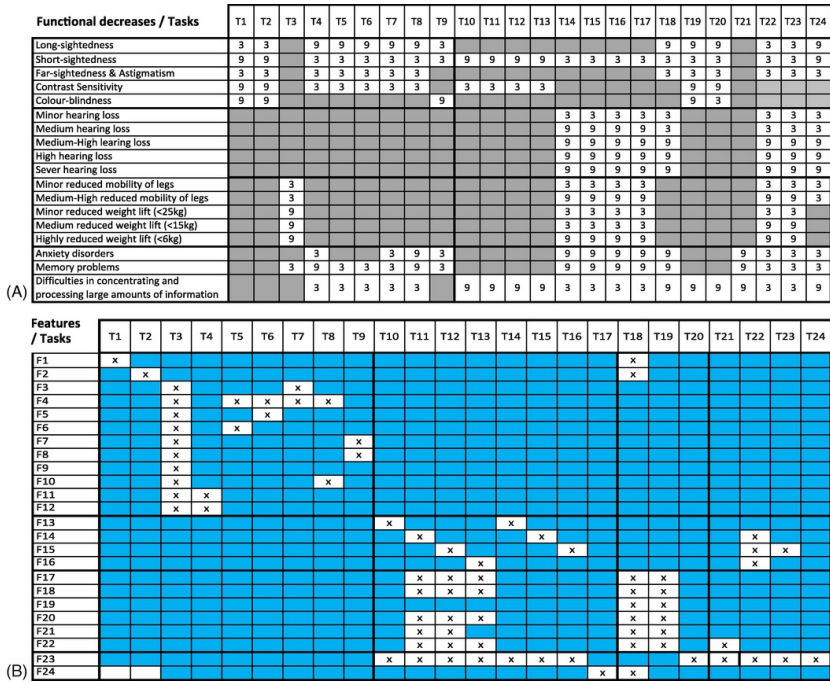 Functional decreases / Tasks T1 T2 T3 T4 T5 T6 T7 T8 T9 T10 T11 T12 T13 T14 T15 T16 T17 T18 T19 T20 T21 T22 T23 T24
Long-sightedness 3 3 9 9 9 9 9 3 9 9 9 3 3 9
Short-sightedness 9 9 3 3 3 3 3 3 9 9 9 9 3 3 3 3 3 3 3 3 3 9
Far-sightedness & Astigmatism 3 3 3 3 3 3 3 3 3 3 3 3 3
Contrast Sensitivity 9 9 3 3 3 3 3 3 3 3 3 9 9
Colour-blindness 9 9 9 9 3
Minor hearing loss 3 3 3 3 3 3 3 3
Medium hearing loss 9 9 9 9 3 3 3 3
Medium-High learing loss 9 9 9 9 9 9 9 9
High hearing loss 9 9 9 9 9 9 9 9
Sever hearing loss 9 9 9 9 9 9 9 9
Minor reduced mobility of legs 3 3 3 3 3 3 3 3
Medium-High reduced mobility of legs 3 9 9 9 9 9 9 3
Minor reduced weight lift (<25kg) 9 3 3 3 3 3 3
Medium reduced weight lift (<15kg) 9 3 3 3 3 9 9
Highly reduced weight lift (<6kg) 9 9 9 9 9 9 9
Anxiety disorders 3 3 9 3 9 9 9 9 9 9 3 3 3
Memory problems 3 9 3 3 3 9 3 9 9 9 9 9 9 3 3 3
Difficulties in concentrating and
processing large amounts of information 3 3 3 3 3 9 9 9 9 3 3 3 3 9 9 9 9 3 3 9
(A)
Features
/ Tasks T1 T2 T3 T4 T5 T6 T7 T8 T9 T10 T11 T12 T13 T14 T15 T16 T17 T18 T19 T20 T21 T22 T23 T24
F1 x x
F2 x x
F3 x x
F4 x x x x x
F5 x x
F6 x x
F7 x x
F8 x x
F9 x
F10 x x
F11 x x
F12 x x
F13 x x
F14 x x x
F15 x x x x
F16 x x
F17 x x x x x
F18 x x x x x
F19 x x
F20 x x x x x
F21 x x x x
F22 x x x x x x
F23 x x x x x x x x x x x x
F24 x x
(B)